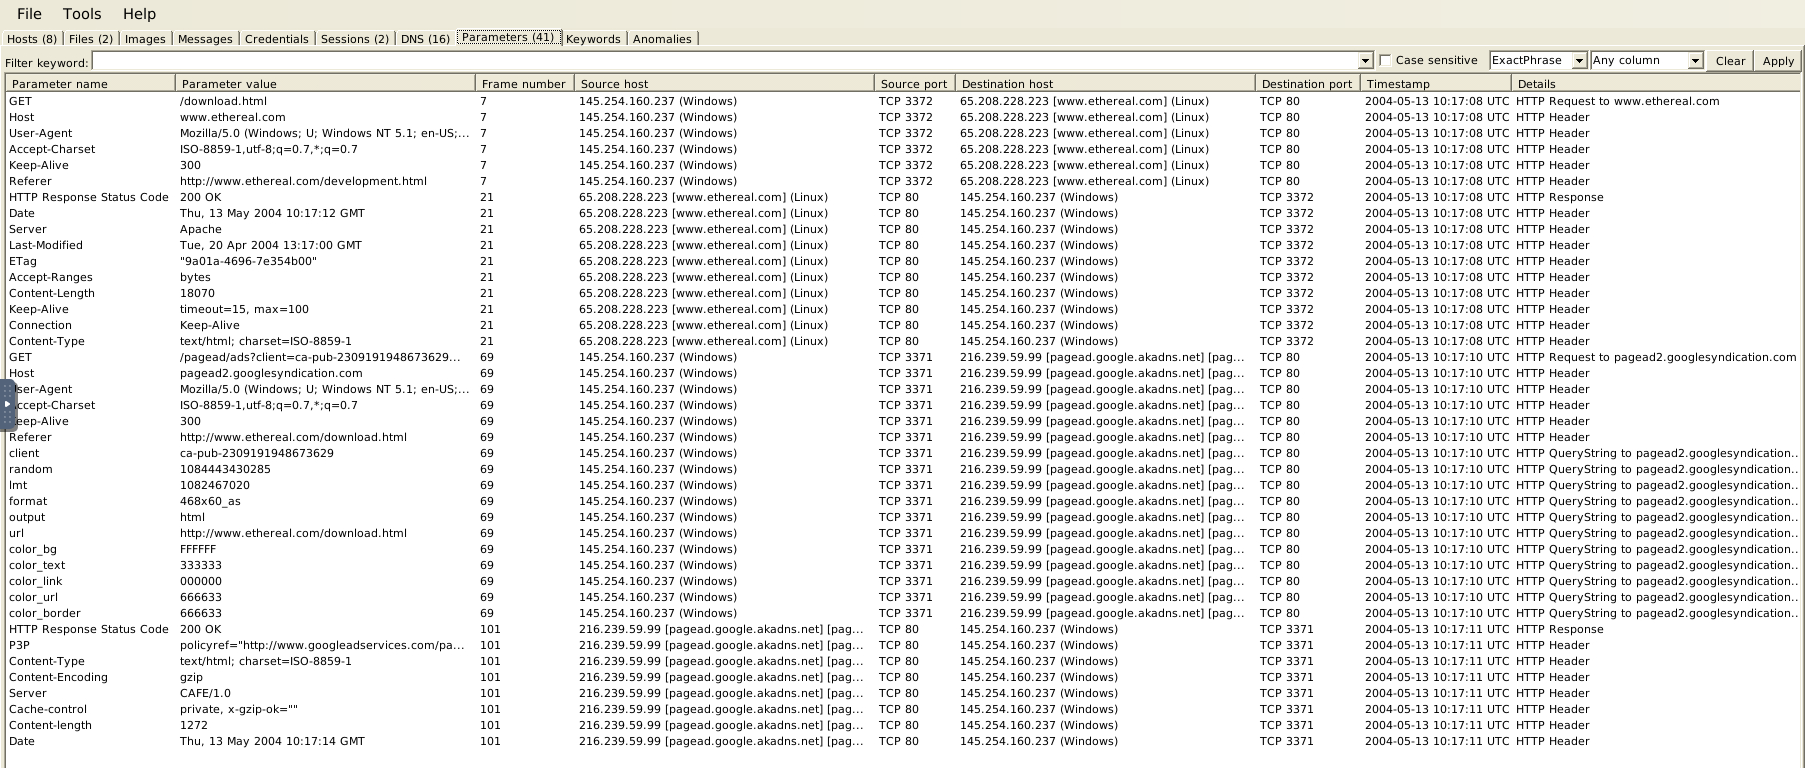 File Tools Help
Hosts (8) Files (2) Images Messages Credentials Sessions (2) DNS (16) Parameters (41) Keywords Anomalies
Filter keyword: Case sensitive ExactPhrase Any column Clear Apply
Parameter name Parameter value Frame number Source host Source port Destination host Destination port Timestamp Details
GET /download.html 7 145.254.160.237 (Windows) TCP 3372 65.208.228.223 [www.ethereal.com] (Linux) TCP 80 2004-05-13 10:17:08 UTC HTTP Request to www.ethereal.com
Host www.ethereal.com 7 145.254.160.237 (Windows) TCP 3372 65.208.228.223 [www.ethereal.com] (Linux) TCP 80 2004-05-13 10:17:08 UTC HTTP Header
User-Agent Mozilla/5.0 (Windows; U; Windows NT 5.1; en-US;... 7 145.254.160.237 (Windows) TCP 3372 65.208.228.223 [www.ethereal.com] (Linux) TCP 80 2004-05-13 10:17:08 UTC HTTP Header
Accept-Charset ISO-8859-1,utf-8;q=0.7,*;q=0.7 7 145.254.160.237 (Windows) TCP 3372 65.208.228.223 [www.ethereal.com] (Linux) TCP 80 2004-05-13 10:17:08 UTC HTTP Header
Keep-Alive 300 7 145.254.160.237 (Windows) TCP 3372 65.208.228.223 [www.ethereal.com] (Linux) TCP 80 2004-05-13 10:17:08 UTC HTTP Header
Referer http://www.ethereal.com/development.html 7 145.254.160.237 (Windows) TCP 3372 65.208.228.223 [www.ethereal.com] (Linux) TCP 80 2004-05-13 10:17:08 UTC HTTP Header
HTTP Response Status Code 200 OK 21 65.208.228.223 [www.ethereal.com] (Linux) TCP 80 145.254.160.237 (Windows) TCP 3372 2004-05-13 10:17:08 UTC HTTP Response
Date Thu, 13 May 2004 10:17:12 GMT 21 65.208.228.223 [www.ethereal.com] (Linux) TCP 80 145.254.160.237 (Windows) TCP 3372 2004-05-13 10:17:08 UTC HTTP Header
Server Apache 21 65.208.228.223 [www.ethereal.com] (Linux) TCP 80 145.254.160.237 (Windows) TCP 3372 2004-05-13 10:17:08 UTC HTTP Header
Last-Modified Tue, 20 Apr 2004 13:17:00 GMT 21 65.208.228.223 [www.ethereal.com] (Linux) TCP 80 145.254.160.237 (Windows) TCP 3372 2004-05-13 10:17:08 UTC HTTP Header
ETag "9a01a-4696-7e354b00" 21 65.208.228.223 [www.ethereal.com] (Linux) TCP 80 145.254.160.237 (Windows) TCP 3372 2004-05-13 10:17:08 UTC HTTP Header
Accept-Ranges bytes 21 65.208.228.223 [www.ethereal.com] (Linux) TCP 80 145.254.160.237 (Windows) TCP 3372 2004-05-13 10:17:08 UTC HTTP Header
Content-Length 18070 21 65.208.228.223 [www.ethereal.com] (Linux) TCP 80 145.254.160.237 (Windows) TCP 3372 2004-05-13 10:17:08 UTC HTTP Header
Keep-Alive timeout=15, max=100 21 65.208.228.223 [www.ethereal.com] (Linux) TCP 80 145.254.160.237 (Windows) TCP 3372 2004-05-13 10:17:08 UTC HTTP Header
Connection Keep-Alive 21 65.208.228.223 [www.ethereal.com] (Linux) TCP 80 145.254.160.237 (Windows) TCP 3372 2004-05-13 10:17:08 UTC HTTP Header
Content-Type text/html; charset=ISO-8859-1 21 65.208.228.223 [www.ethereal.com] (Linux) TCP 80 145.254.160.237 (Windows) TCP 3372 2004-05-13 10:17:08 UTC HTTP Header
GET /pagead/ads?client=ca-pub-2309191948673629... 69 145.254.160.237 (Windows) TCP 3371 216.239.59.99 [pagead.google.akadns.net] [pag... TCP 80 2004-05-13 10:17:10 UTC HTTP Request to pagead2.googlesyndication.com
Host pagead2.googlesyndication.com 69 145.254.160.237 (Windows) TCP 3371 216.239.59.99 [pagead.google.akadns.net] [pag... TCP 80 2004-05-13 10:17:10 UTC HTTP Header
User-Agent Mozilla/5.0 (Windows; U; Windows NT 5.1; en-US;... 69 145.254.160.237 (Windows) TCP 3371 216.239.59.99 [pagead.google.akadns.net] [pag... TCP 80 2004-05-13 10:17:10 UTC HTTP Header
ccept-Charset ISO-8859-1,utf-8;q=0.7,*;q=0.7 69 145.254.160.237 (Windows) TCP 3371 216.239.59.99 [pagead.google.akadns.net] [pag... TCP 80 2004-05-13 10:17:10 UTC HTTP Header
eep-Alive 300 69 145.254.160.237 (Windows) TCP 3371 216.239.59.99 [pagead.google.akadns.net] [pag... TCP 80 2004-05-13 10:17:10 UTC HTTP Header
Referer http://www.ethereal.com/download.html 69 145.254.160.237 (Windows) TCP 3371 216.239.59.99 [pagead.google.akadns.net] [pag... TCP 80 2004-05-13 10:17:10 UTC HTTP Header
client ca-pub-2309191948673629 69 145.254.160.237 (Windows) TCP 3371 216.239.59.99 [pagead.google.akadns.net] [pag... TCP 80 2004-05-13 10:17:10 UTC HTTP QueryString to pagead2.googlesyndication..
random 1084443430285 69 145.254.160.237 (Windows) TCP 3371 216.239.59.99 [pagead.google.akadns.net] [pag... TCP 80 2004-05-13 10:17:10 UTC HTTP QueryString to pagead2.googlesyndication..
lmt 1082467020 69 145.254.160.237 (Windows) TCP 3371 216.239.59.99 [pagead.google.akadns.net] [pag... TCP 80 2004-05-13 10:17:10 UTC HTTP QueryString to pagead2.googlesyndication..
format 468x60_as 69 145.254.160.237 (Windows) TCP 3371 216.239.59.99 [pagead.google.akadns.net] [pag... TCP 80 2004-05-13 10:17:10 UTC HTTP QueryString to pagead2.googlesyndication..
output html 69 145.254.160.237 (Windows) TCP 3371 216.239.59.99 [pagead.google.akadns.net] [pag... TCP 80 2004-05-13 10:17:10 UTC HTTP QueryString to pagead2.googlesyndication..
url http://www.ethereal.com/download.html 69 145.254.160.237 (Windows) TCP 3371 216.239.59.99 [pagead.google.akadns.net] [pag... TCP 80 2004-05-13 10:17:10 UTC HTTP QueryString to pagead2.googlesyndication..
color_bg FFFFFF 69 145.254.160.237 (Windows) TCP 3371 216.239.59.99 [pagead.google.akadns.net] [pag... TCP 80 2004-05-13 10:17:10 UTC HTTP QueryString to pagead2.googlesyndication..
color_text 333333 69 145.254.160.237 (Windows) TCP 3371 216.239.59.99 [pagead.google.akadns.net] [pag... TCP 80 2004-05-13 10:17:10 UTC HTTP QueryString to pagead2.googlesyndication..
color_link 000000 69 145.254.160.237 (Windows) TCP 3371 216.239.59.99 [pagead.google.akadns.net] [pag... TCP 80 2004-05-13 10:17:10 UTC HTTP QueryString to pagead2.googlesyndication..
color_url 666633 69 145.254.160.237 (Windows) TCP 3371 216.239.59.99 [pagead.google.akadns.net] [pag... TCP 80 2004-05-13 10:17:10 UTC HTTP QueryString to pagead2.googlesyndication..
color_border 666633 69 145.254.160.237 (Windows) TCP 3371 216.239.59.99 [pagead.google.akadns.net] [pag... TCP 80 2004-05-13 10:17:10 UTC HTTP QueryString to pagead2.googlesyndication..
HTTP Response Status Code 200 OK 101 216.239.59.99 [pagead.google.akadns.net] [pag... TCP 80 145.254.160.237 (Windows) TCP 3371 2004-05-13 10:17:11 UTC HTTP Response
P3P policyref="http://www.googleadservices.com/pa... 101 216.239.59.99 [pagead.google.akadns.net] [pag... TCP 80 145.254.160.237 (Windows) TCP 3371 2004-05-13 10:17:11 UTC HTTP Header
Content-Type text/html; charset=ISO-8859-1 101 216.239.59.99 [pagead.google.akadns.net] [pag... TCP 80 145.254.160.237 (Windows) TCP 3371 2004-05-13 10:17:11 UTC HTTP Header
Content-Encoding gzip 101 216.239.59.99 [pagead.google.akadns.net] [pag... TCP 80 145.254.160.237 (Windows) TCP 3371 2004-05-13 10:17:11 UTC HTTP Header
Server CAFE/1.0 101 216.239.59.99 [pagead.google.akadns.net] [pag... TCP 80 145.254.160.237 (Windows) TCP 3371 2004-05-13 10:17:11 UTC HTTP Header
Cache-control private, x-gzip-ok="" 101 216.239.59.99 [pagead.google.akadns.net] [pag... TCP 80 145.254.160.237 (Windows) TCP 3371 2004-05-13 10:17:11 UTC HTTP Header
Content-length 1272 101 216.239.59.99 [pagead.google.akadns.net] [pag... TCP 80 145.254.160.237 (Windows) TCP 3371 2004-05-13 10:17:11 UTC HTTP Header
Date Thu, 13 May 2004 10:17:14 GMT 101 216.239.59.99 [pagead.google.akadns.net] [pag... TCP 80 145.254.160.237 (Windows) TCP 3371 2004-05-13 10:17:11 UTC HTTP Header